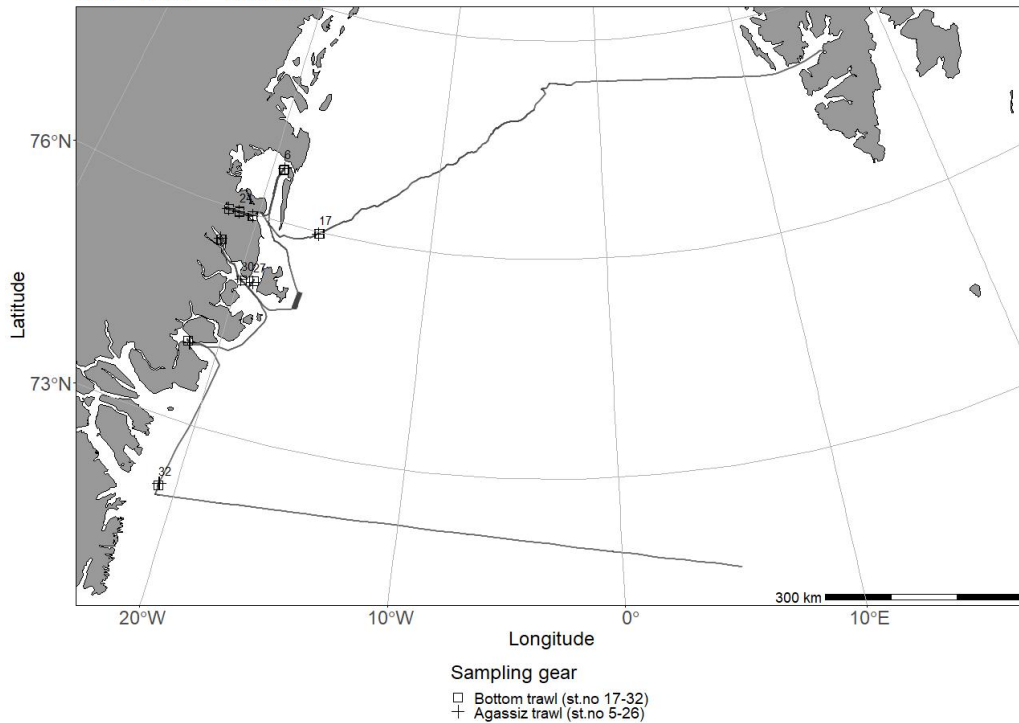 76°N
6
24
17
30
27
Latitude
73°N
32
300 km
20°W
10°W
0°
10°E
Longitude
Sampling gear
Bottom trawl (st.no 17-32)
Agassiz trawl (st.no 5-26)